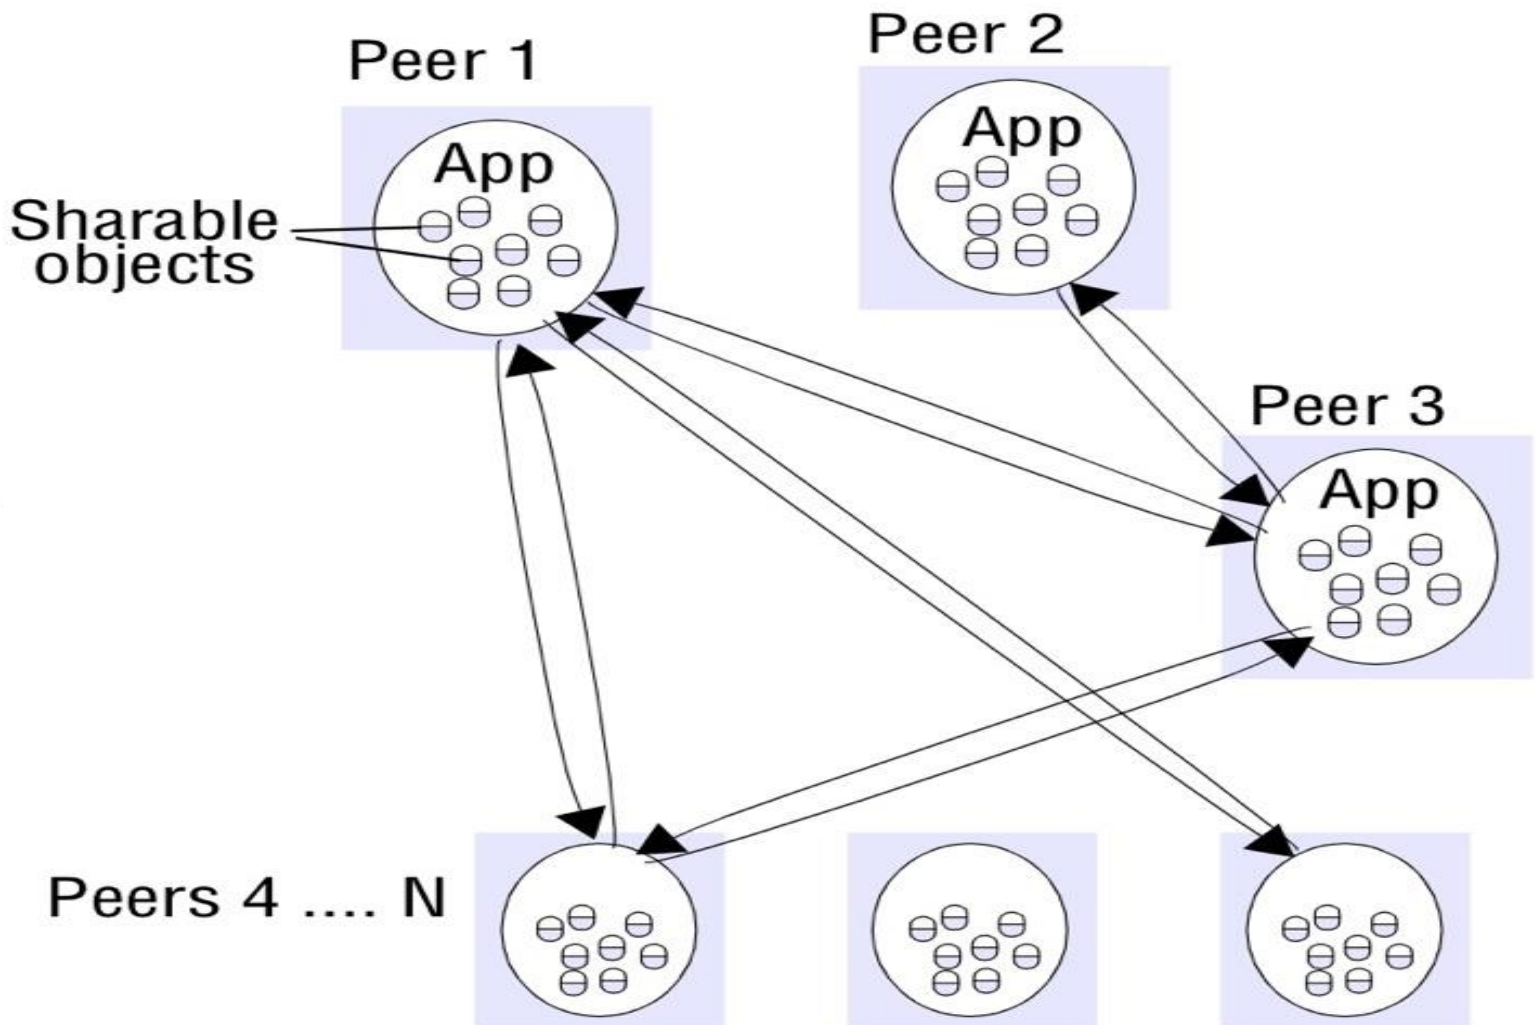 Peer 1
Peer 2
App
App
Sharable
objects
Peer 3
App
Peers 4 .... N